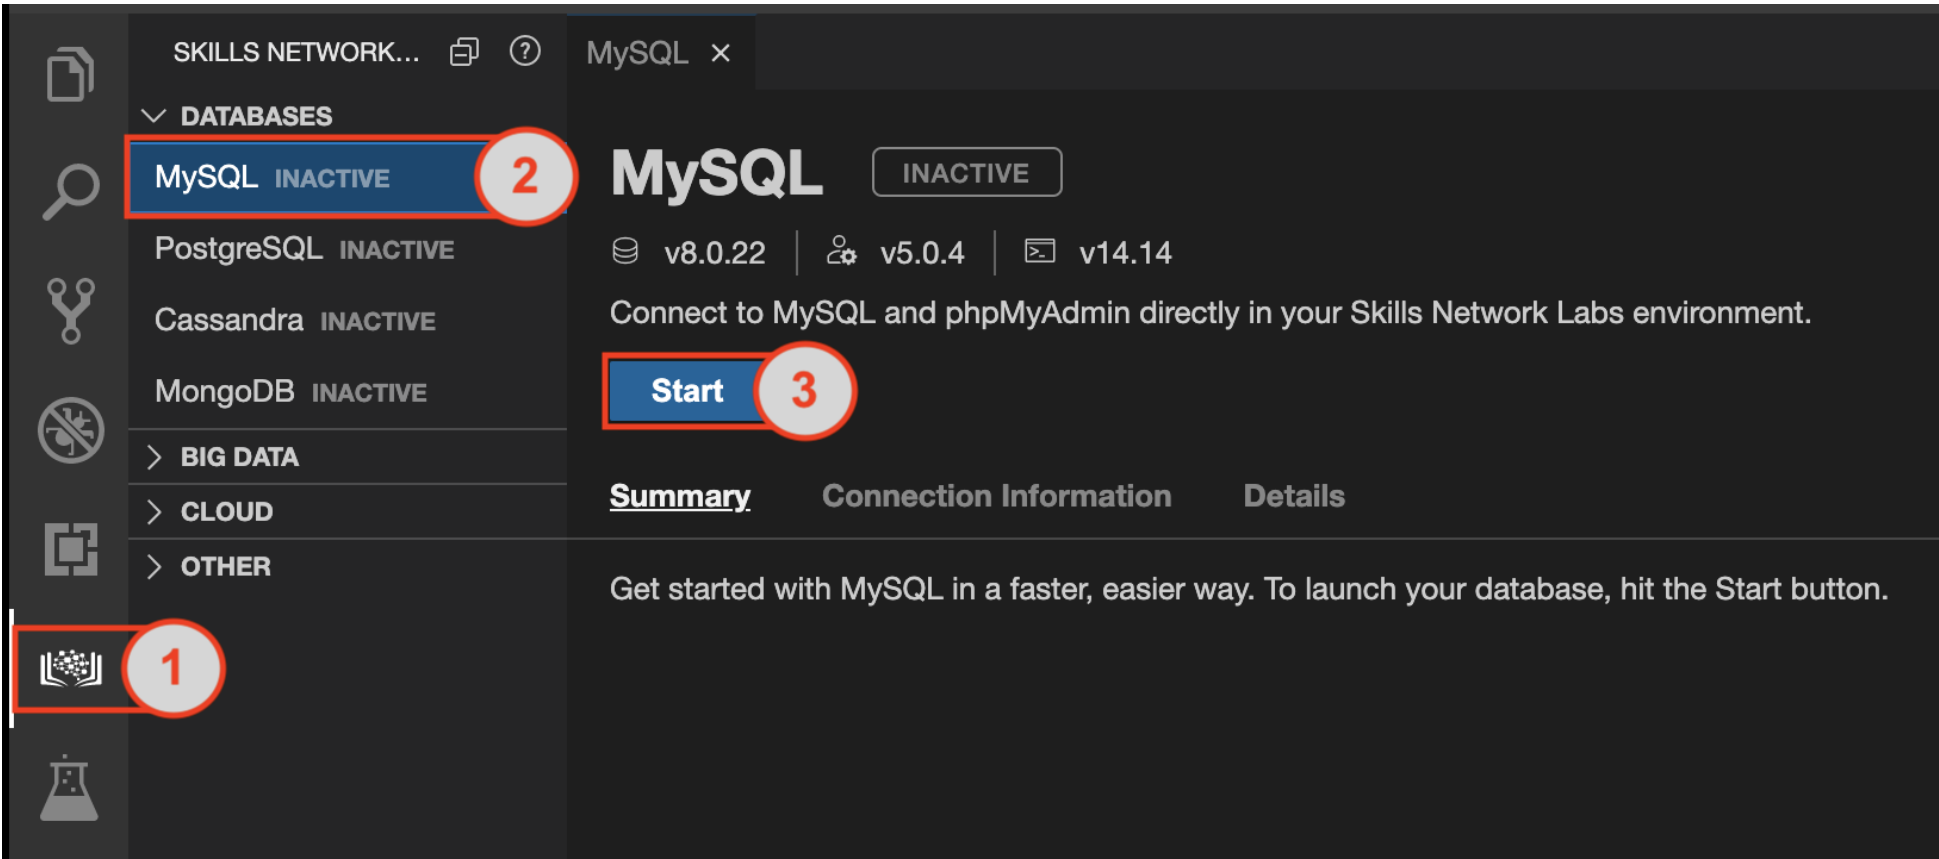 SKILLS NETWORK...
DATABASES
MySQL INACTIVE
2
PostgreSQL INACTIVE
Cassandra INACTIVE
MongoDB INACTIVE
BIG DATA
CLOUD
OTHER
1
MySQL
MySQL INACTIVE
v8.0.22 v5.0.4 v14.14
Connect to MySQL and phpMyAdmin directly in your Skills Network Labs environment.
Start 3
Summary Connection Information Details
Get started with MySQL in a faster, easier way. To launch your database, hit the Start button.